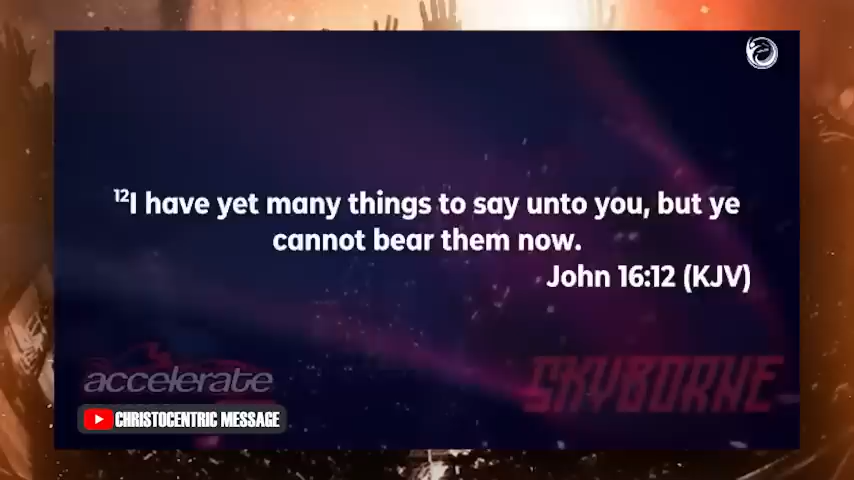 ¹²I have yet many things to say unto you, but ye
cannot bear them now.
John 16:12 (KJV)
accelerate
SKYBORNE
CHRISTOCENTRIC MESSAGE